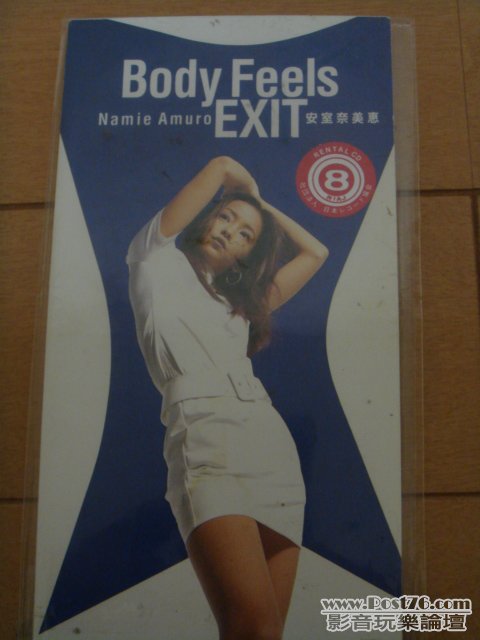 Body Feels
Namie Amuro EXIT 安室奈美恵
RENTAL CD
8
www.Post76.com
影音玩樂論壇